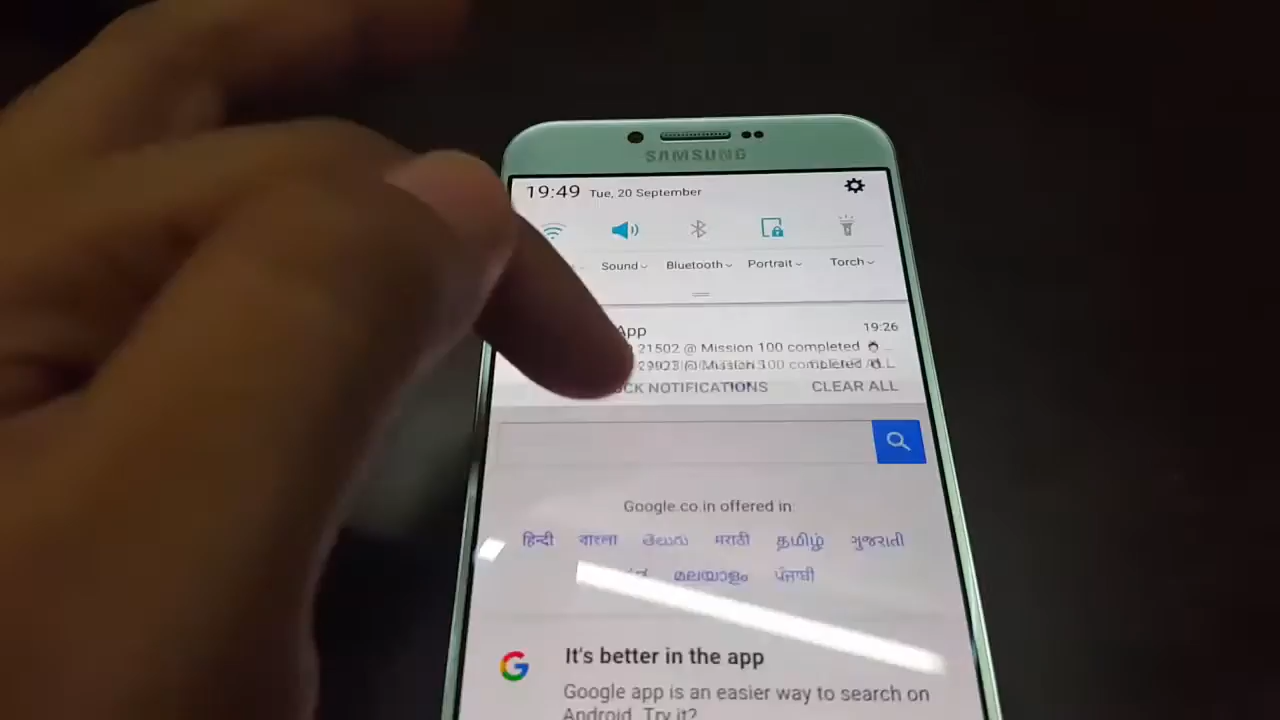 SAMSUNG
19:49 Tue, 20 September
Sound Bluetooth Portrait Torch
App 19:26
21502 @ Mission 100 completed
Mission 100 completed
NOTIFICATIONS CLEAR ALL
Google.co.in offered in
हिन्दी বাংলা తెలుగు मराठी தமிழ் ગુજરાતી
മലയാളം ਪੰਜਾਬੀ
It's better in the app
Google app is an easier way to search on
Android. Try it?